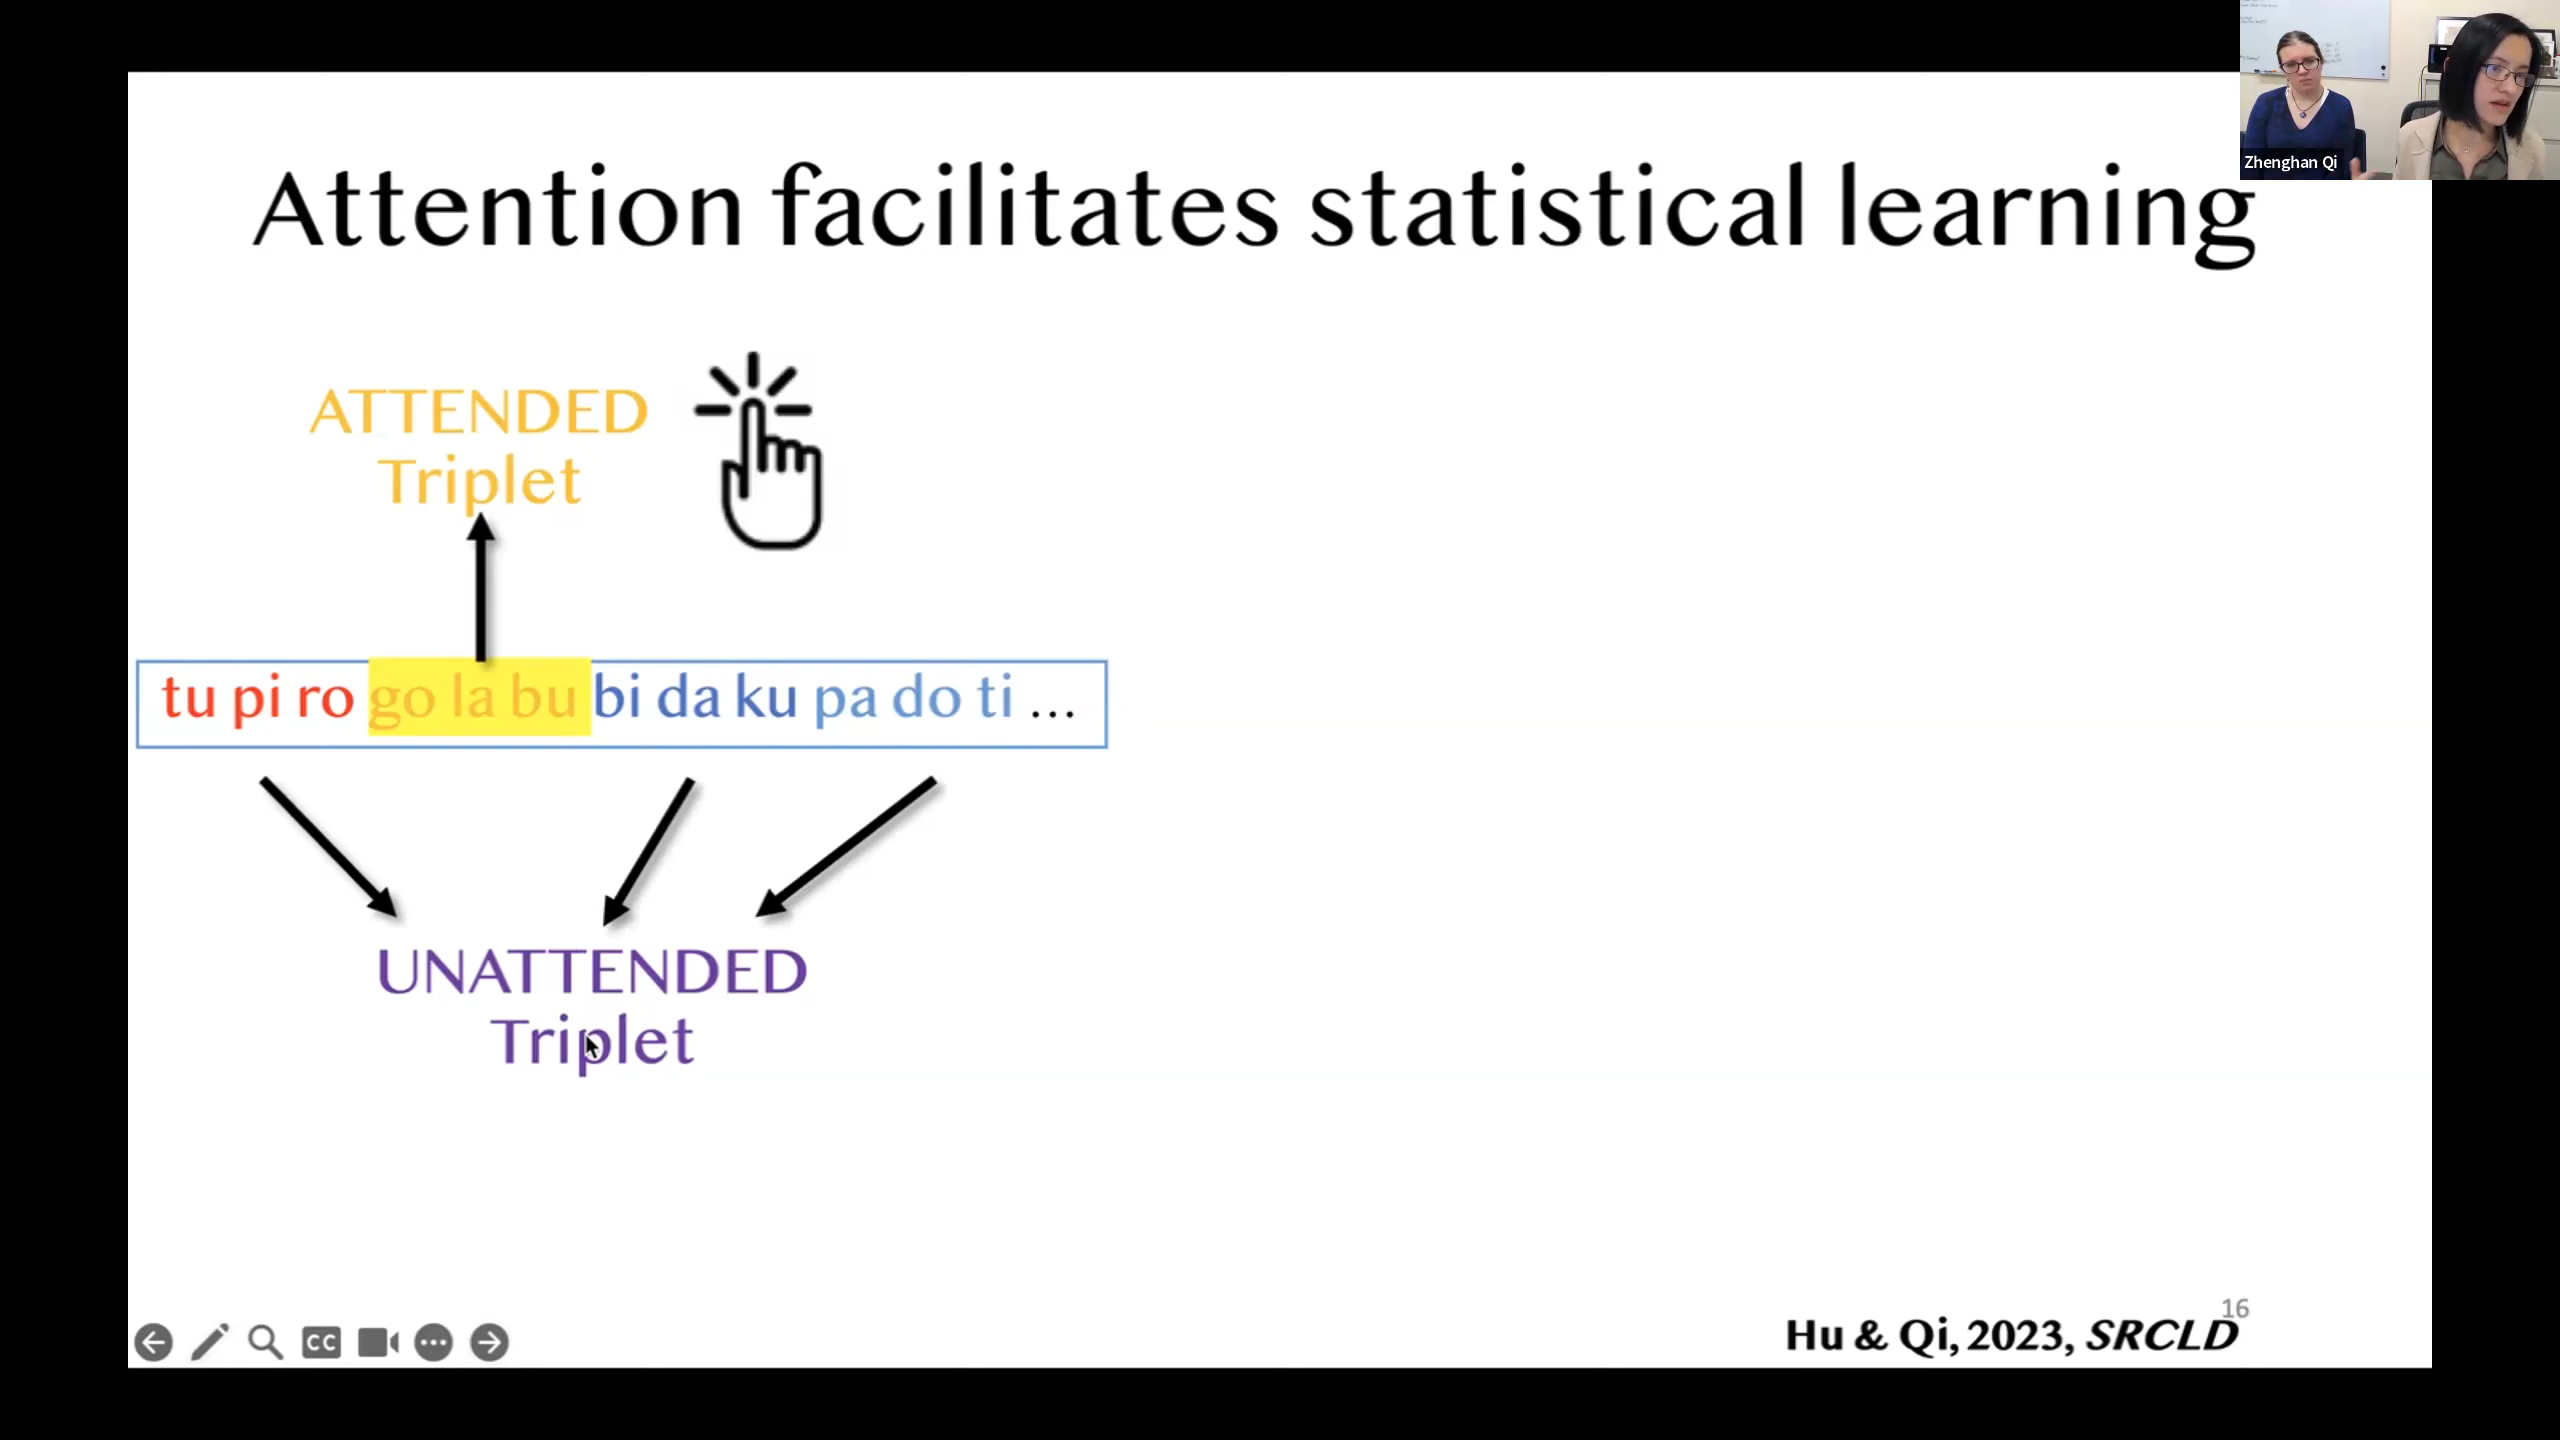 Zhenghan Qi
Attention facilitates statistical learning
ATTENDED
Triplet
tu pi ro go la bu bi da ku pa do ti ...
UNATTENDED
Triplet
16
Hu & Qi, 2023, SRCLD
CC